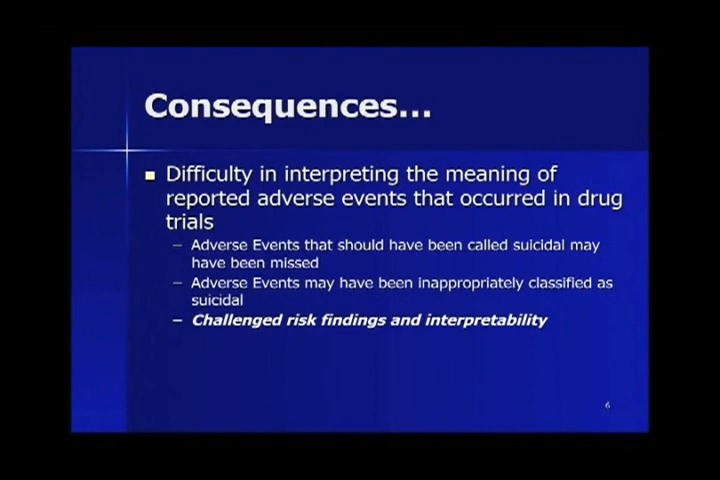 Consequences…
Difficulty in interpreting the meaning of
reported adverse events that occurred in drug
trials
– Adverse Events that should have been called suicidal may
have been missed
– Adverse Events may have been inappropriately classified as
suicidal
– Challenged risk findings and interpretability
6